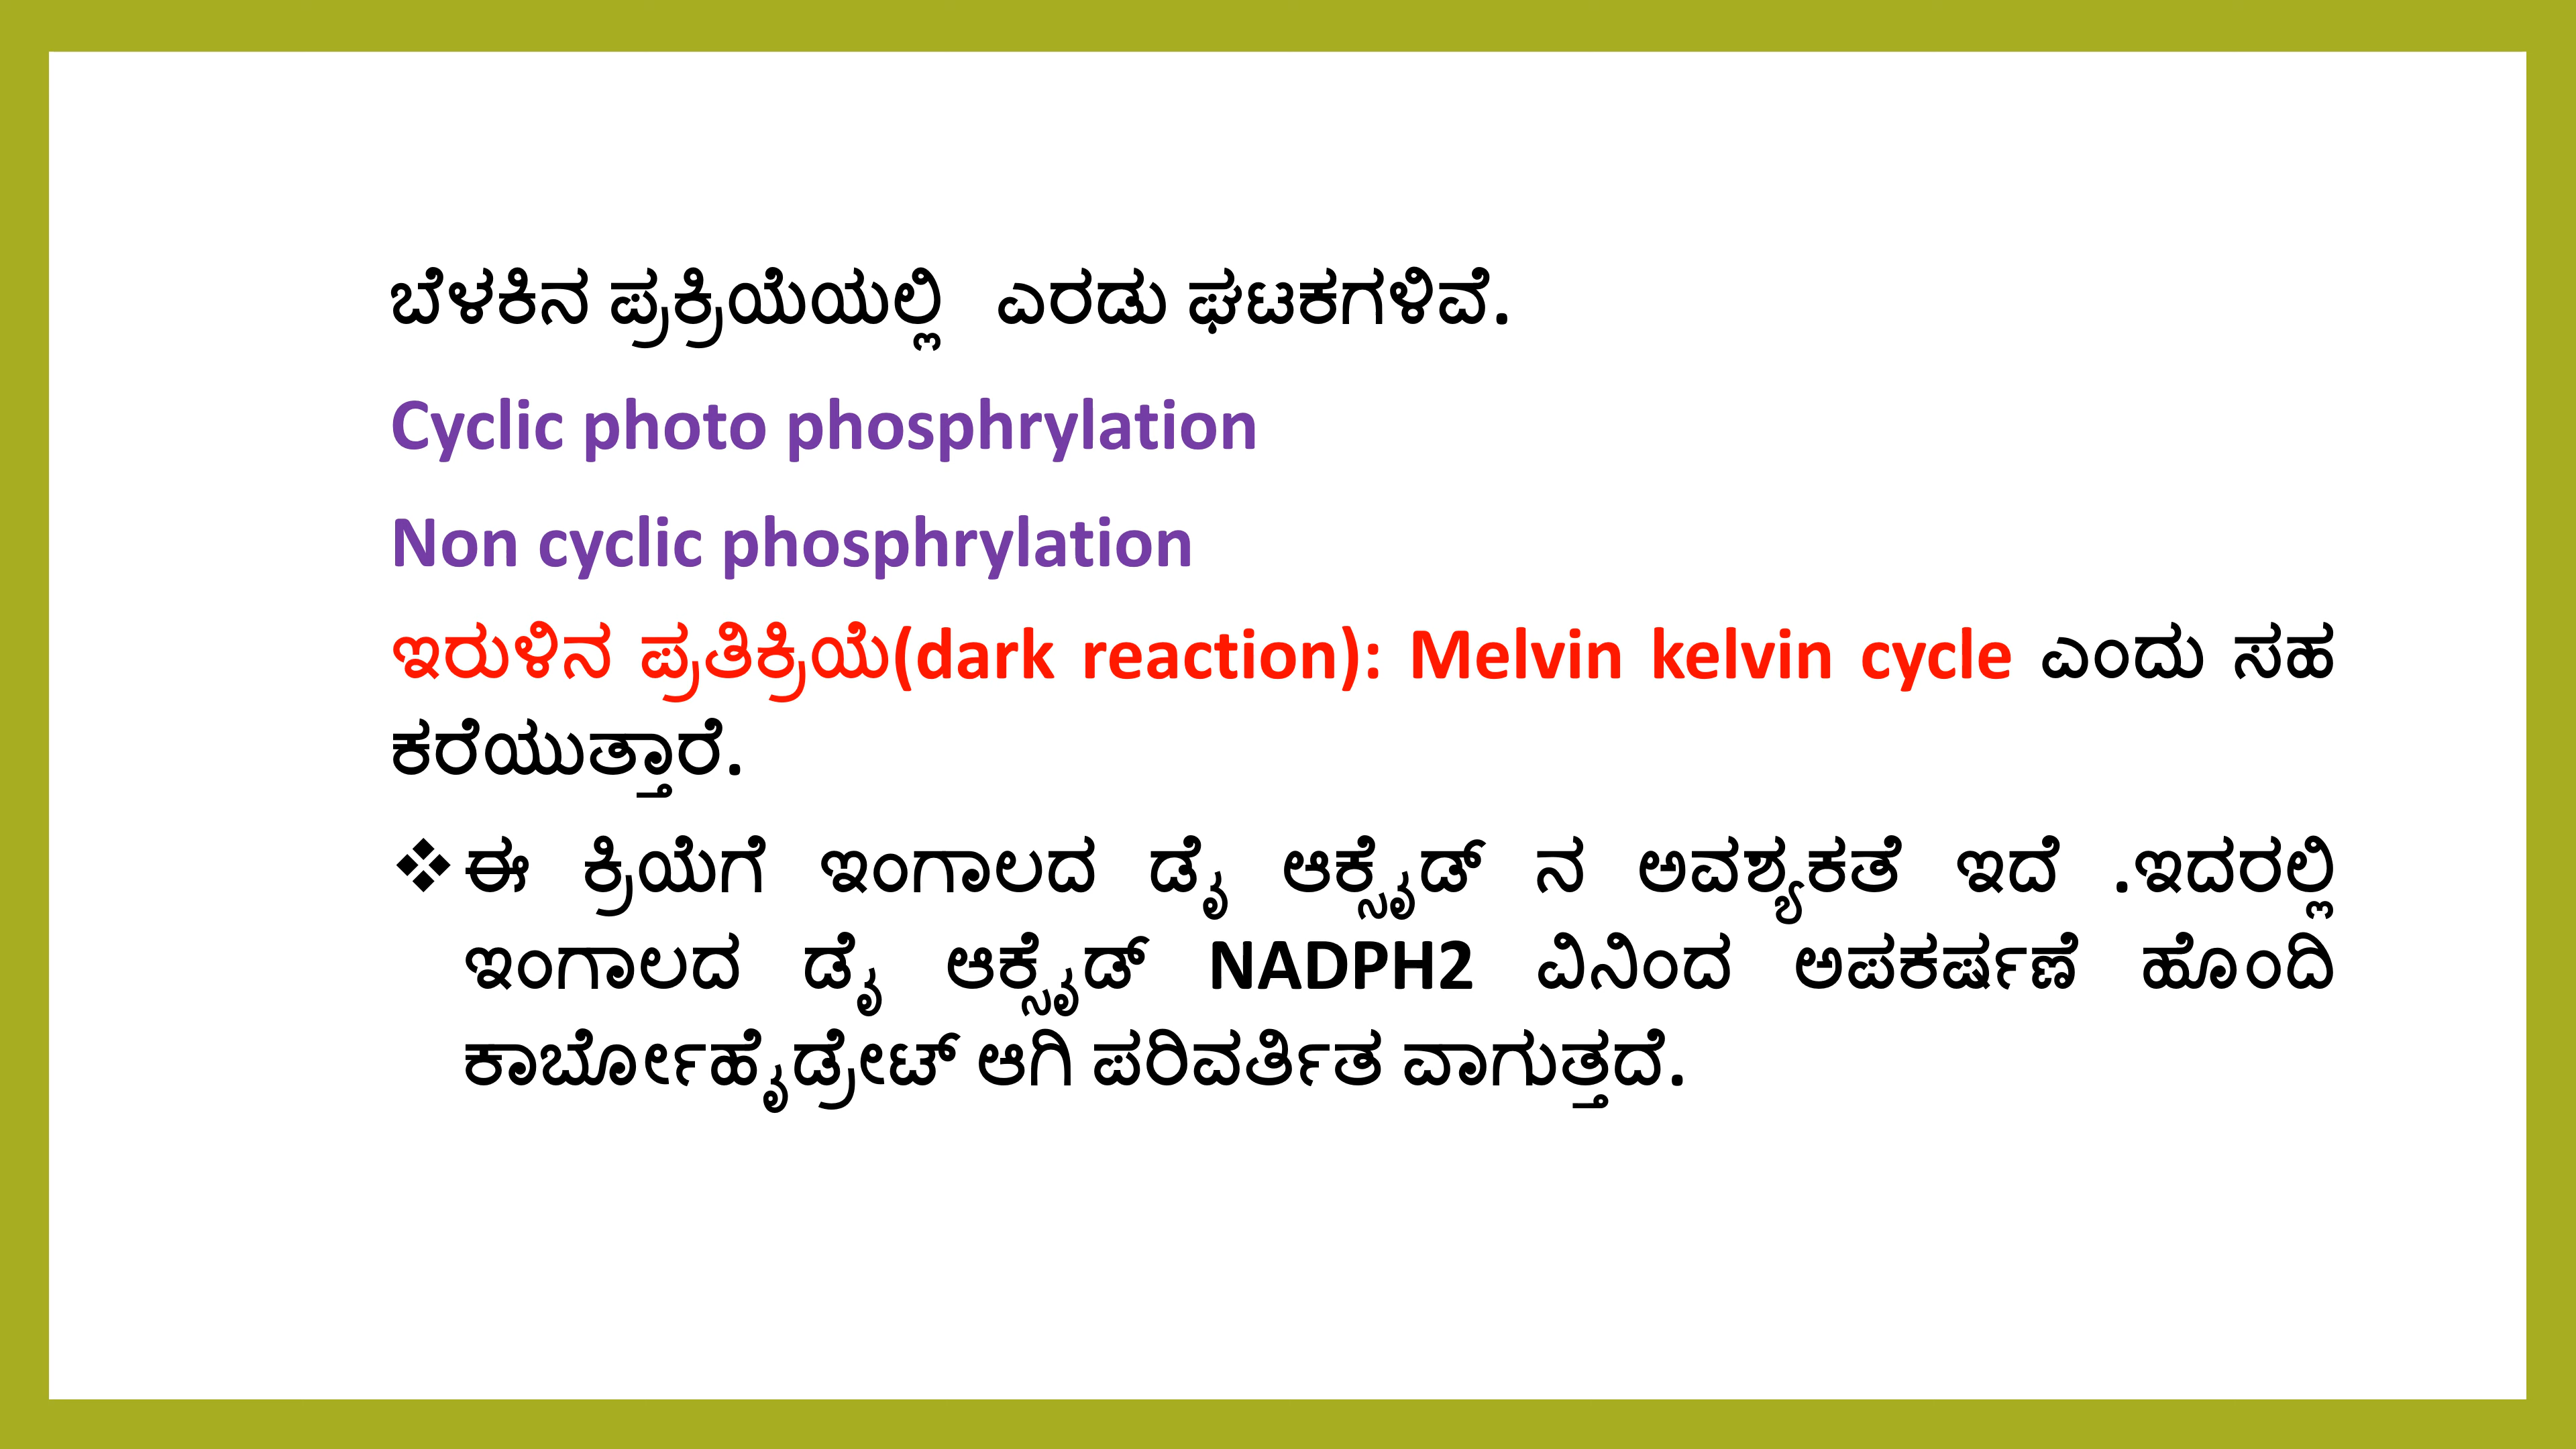 ಬೆಳಕಿನ ಪ್ರಕ್ರಿಯೆಯಲ್ಲಿ ಎರಡು ಘಟಕಗಳಿವೆ.
Cyclic photo phosphrylation
Non cyclic phosphrylation
ಇರುಳಿನ ಪ್ರತಿಕ್ರಿಯೆ(dark reaction): Melvin kelvin cycle ಎಂದು ಸಹ
ಕರೆಯುತ್ತಾರೆ.
❖ಈ ಕ್ರಿಯೆಗೆ ಇಂಗಾಲದ ಡೈ ಆಕ್ಸೈಡ್ ನ ಅವಶ್ಯಕತೆ ಇದೆ .ಇದರಲ್ಲಿ
ಇಂಗಾಲದ ಡೈ ಆಕ್ಸೈಡ್ NADPH2 ವಿನಿಂದ ಅಪಕರ್ಷಣೆ ಹೊಂದಿ
ಕಾರ್ಬೋಹೈಡ್ರೇಟ್ ಆಗಿ ಪರಿವರ್ತಿತ ವಾಗುತ್ತದೆ.